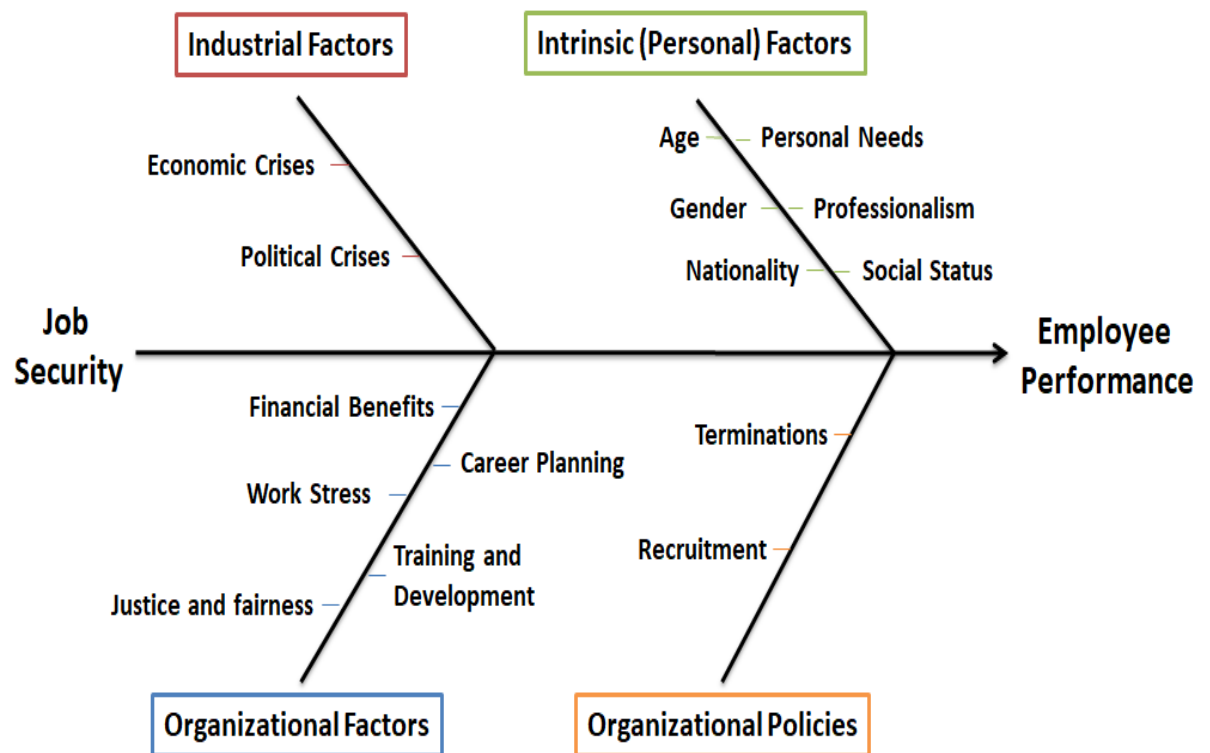 Industrial Factors
Intrinsic (Personal) Factors
Age
Personal Needs
Economic Crises
Gender
Professionalism
Political Crises
Nationality
Social Status
Job
Security
Employee
Performance
Financial Benefits
Terminations
Career Planning
Work Stress
Recruitment
Training and
Development
Justice and fairness
Organizational Factors
Organizational Policies